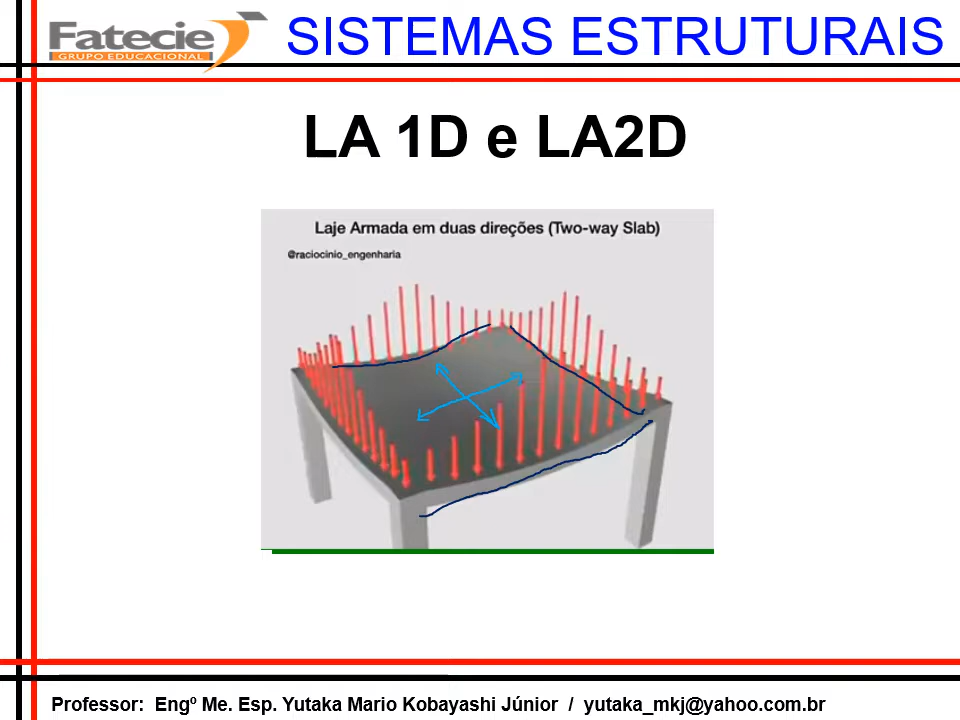 Fatecie
GRUPO EDUCACIONAL
SISTEMAS ESTRUTURAIS
LA 1D e LA2D
Laje Armada em duas direções (Two-way Slab)
@raciocinio_engenharia
Professor: Engº Me. Esp. Yutaka Mario Kobayashi Júnior / yutaka_mkj@yahoo.com.br